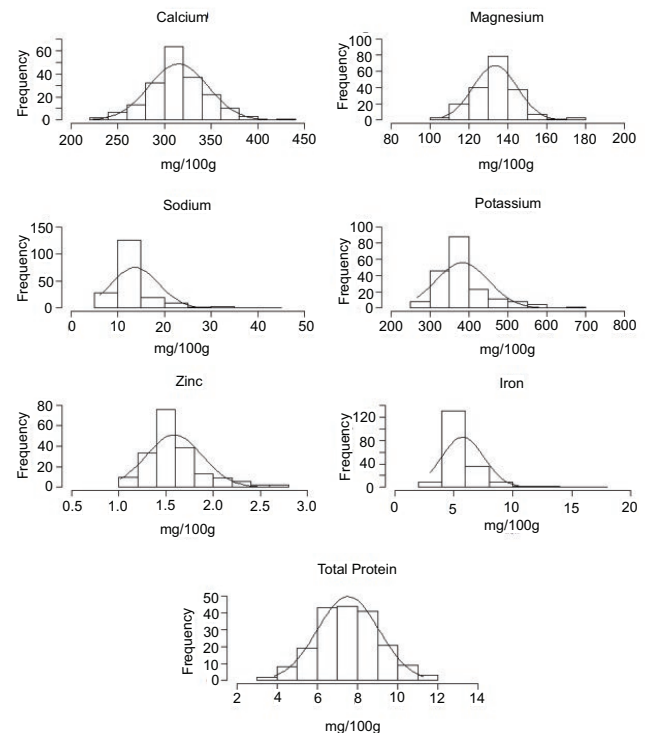 Calcium
Frequency
60
40
20
0
200 250 300 350 400 450
mg/100g
Magnesium
Frequency
100
80
60
40
20
0
80 100 120 140 160 180 200
mg/100g
Sodium
Frequency
150
100
50
0
0 10 20 30 40 50
mg/100g
Potassium
Frequency
100
80
60
40
20
0
200 300 400 500 600 700 800
mg/100g
Zinc
Frequency
80
60
40
20
0
0.5 1.0 1.5 2.0 2.5 3.0
mg/100g
Iron
Frequency
120
80
40
0
0 5 10 15 20
mg/100g
Total Protein
Frequency
50
40
30
20
10
0
2 4 6 8 10 12 14
mg/100g